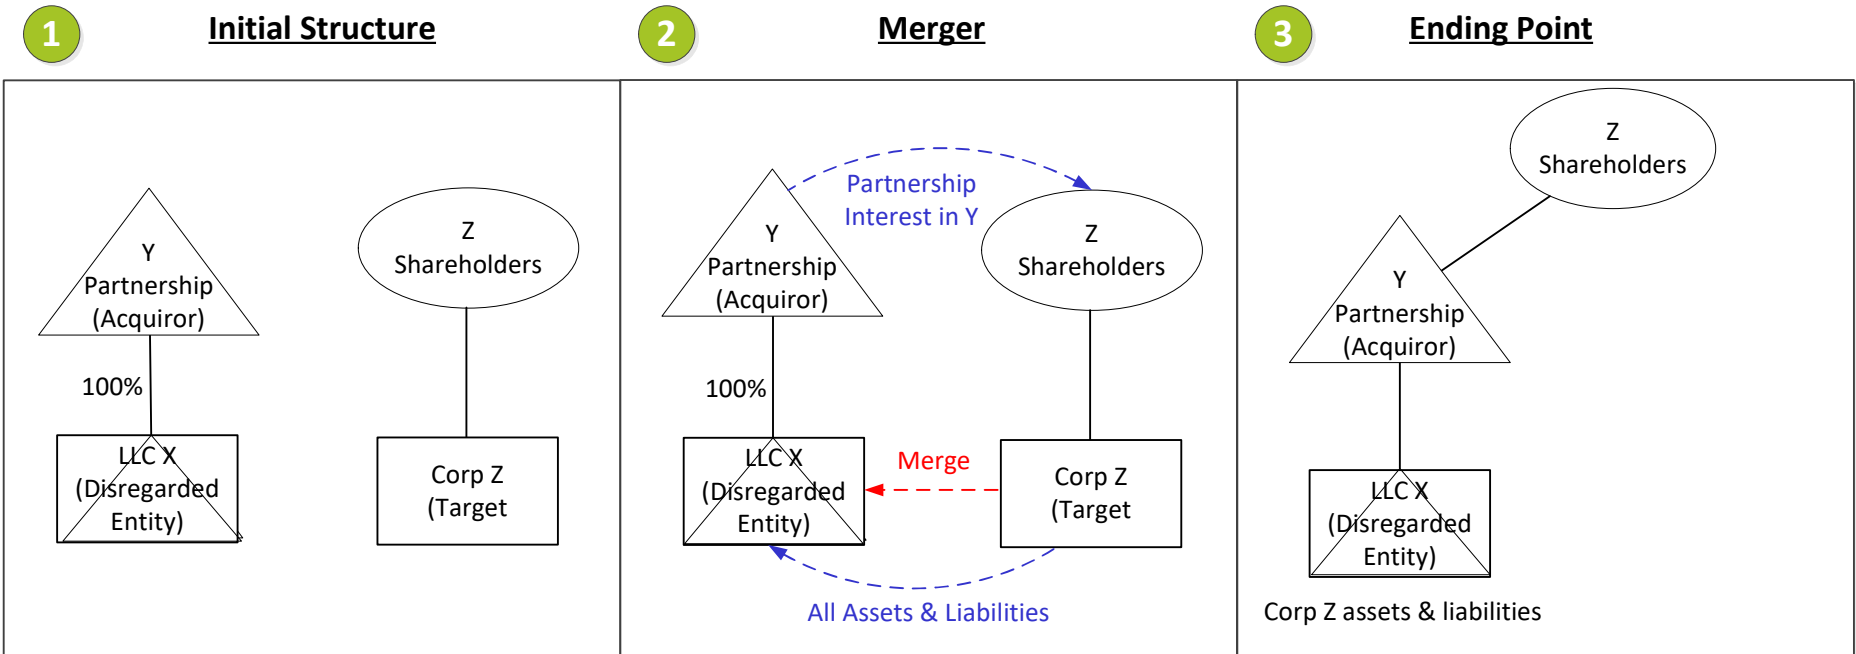 1
Initial Structure
2
Merger
3
Ending Point
Y
Partnership
(Acquiror)
100%
LLC X
(Disregarded
Entity)
Z
Shareholders
Corp Z
(Target
Partnership
Interest in Y
Y
Partnership
(Acquiror)
100%
LLC X
(Disregarded
Entity)
Z
Shareholders
Merge
Corp Z
(Target
All Assets & Liabilities
Z
Shareholders
Y
Partnership
(Acquiror)
LLC X
(Disregarded
Entity)
Corp Z assets & liabilities